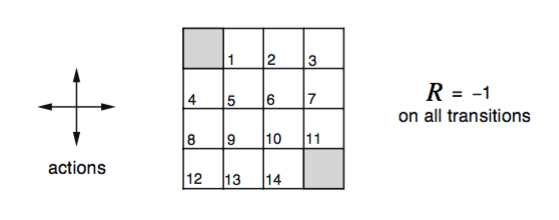 1 2 3
R = −1
4 5 6 7
on all transitions
8 9 10 11
actions
12 13 14